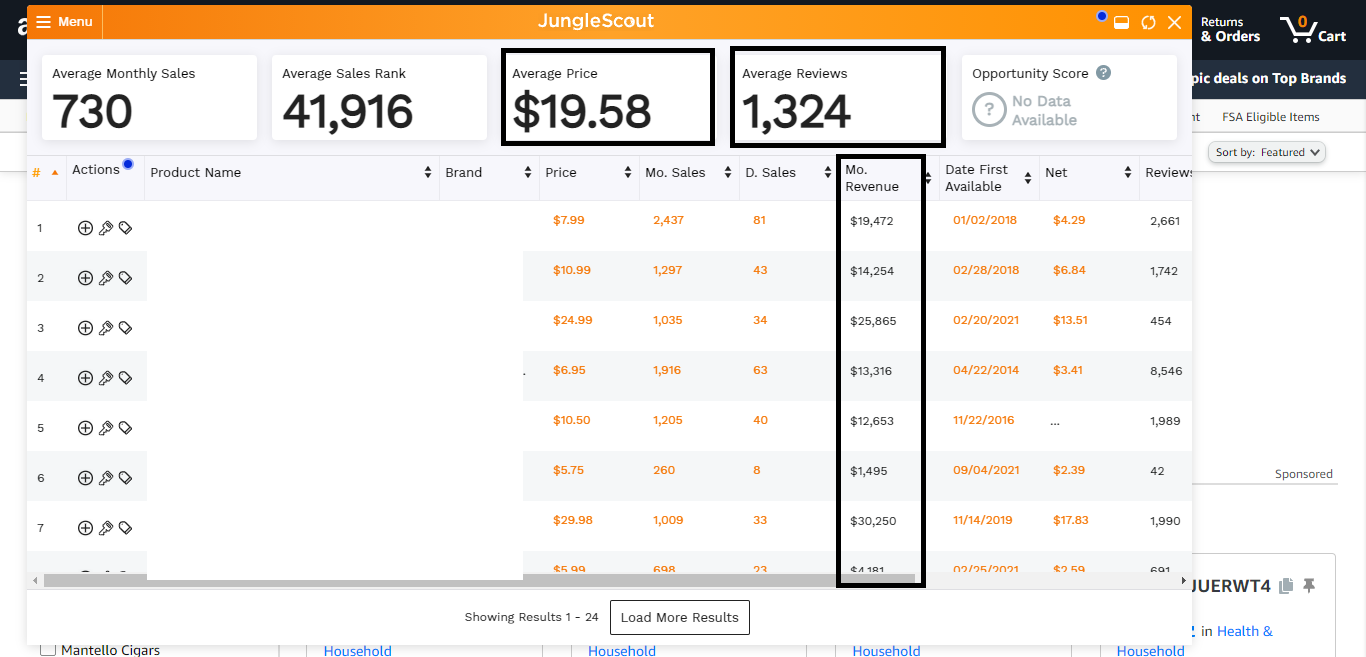 Menu
JungleScout
Returns
& Orders
0
Cart
Average Monthly Sales
730
Average Sales Rank
41,916
Average Price
$19.58
Average Reviews
1,324
Opportunity Score ?
? No Data
Available
pic deals on Top Brands
nt FSA Eligible Items
Sort by: Featured
# Actions Product Name Brand Price Mo. Sales D. Sales Mo. Revenue Date First Available Net Reviews
1 $7.99 2,437 81 $19,472 01/02/2018 $4.29 2,661
2 $10.99 1,297 43 $14,254 02/28/2018 $6.84 1,742
3 $24.99 1,035 34 $25,865 02/20/2021 $13.51 454
4 . $6.95 1,916 63 $13,316 04/22/2014 $3.41 8,546
5 $10.50 1,205 40 $12,653 11/22/2016 ... 1,989
6 $5.75 260 8 $1,495 09/04/2021 $2.39 42
7 $29.98 1,009 33 $30,250 11/14/2019 $17.83 1,990
$5.99 698 23 $4,181 02/25/2021 $2.59 691
Sponsored
JUERWT4
Showing Results 1 - 24 Load More Results
in Health &
Mantello Cigars
Household
Household
Household
Household